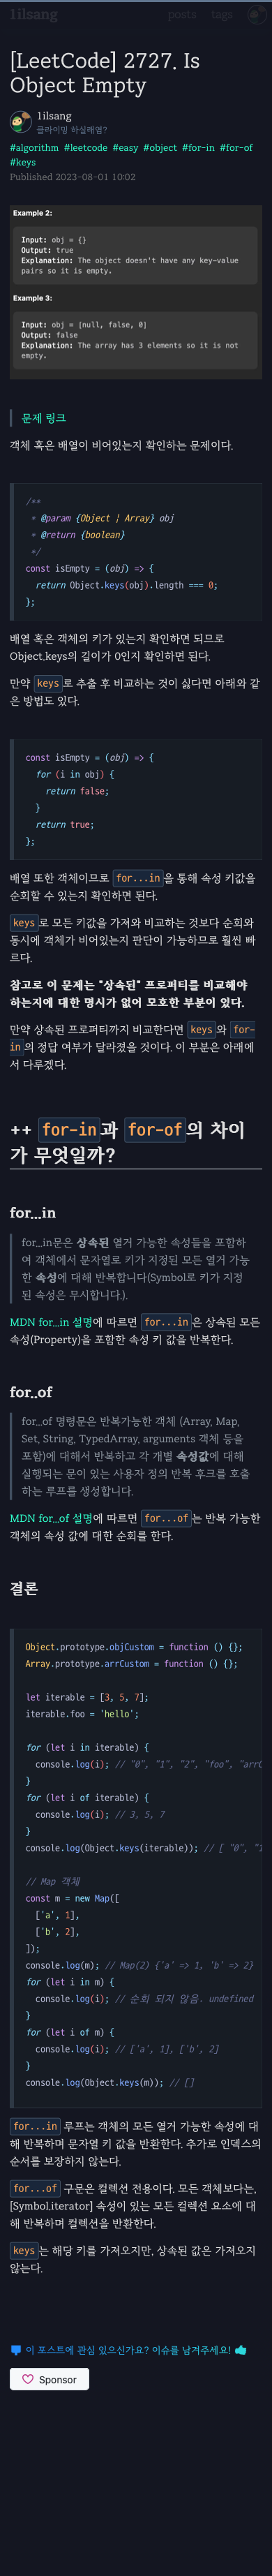 1ilsang
posts tags
[LeetCode] 2727. Is
Object Empty
1ilsang
클라이밍 하실래염?
#algorithm #leetcode #easy #object #for-in #for-of
#keys
Published 2023-08-01 10:02
Example 2:
Input: obj = {}
Output: true
Explanation: The object doesn't have any key-value
pairs so it is empty.
Example 3:
Input: obj = [null, false, 0]
Output: false
Explanation: The array has 3 elements so it is not
empty.
문제 링크
객체 혹은 배열이 비어있는지 확인하는 문제이다.
/**
 * @param {Object | Array} obj
 * @return {boolean}
 */
const isEmpty = (obj) => {
  return Object.keys(obj).length === 0;
};
배열 혹은 객체의 키가 있는지 확인하면 되므로
Object.keys의 길이가 0인지 확인하면 된다.
만약 keys로 추출 후 비교하는 것이 싫다면 아래와 같
은 방법도 있다.
const isEmpty = (obj) => {
  for (i in obj) {
    return false;
  }
  return true;
};
배열 또한 객체이므로 for...in을 통해 속성 키값을
순회할 수 있는지 확인하면 된다.
keys로 모든 키값을 가져와 비교하는 것보다 순회와
동시에 객체가 비어있는지 판단이 가능하므로 훨씬 빠
르다.
참고로 이 문제는 "상속된" 프로퍼티를 비교해야
하는지에 대한 명시가 없어 모호한 부분이 있다.
만약 상속된 프로퍼티까지 비교한다면 keys와 for-
in의 정답 여부가 달라졌을 것이다. 이 부분은 아래에
서 다루겠다.
++ for-in과 for-of의 차이
가 무엇일까?
for...in
for...in문은 상속된 열거 가능한 속성들을 포함하
여 객체에서 문자열로 키가 지정된 모든 열거 가능
한 속성에 대해 반복합니다(Symbol로 키가 지정
된 속성은 무시합니다.).
MDN for...in 설명에 따르면 for...in은 상속된 모든
속성(Property)을 포함한 속성 키 값을 반복한다.
for..of
for...of 명령문은 반복가능한 객체 (Array, Map,
Set, String, TypedArray, arguments 객체 등을
포함)에 대해서 반복하고 각 개별 속성값에 대해
실행되는 문이 있는 사용자 정의 반복 후크를 호출
하는 루프를 생성합니다.
MDN for...of 설명에 따르면 for...of는 반복 가능한
객체의 속성 값에 대한 순회를 한다.
결론
Object.prototype.objCustom = function () {};
Array.prototype.arrCustom = function () {};
let iterable = [3, 5, 7];
iterable.foo = 'hello';
for (let i in iterable) {
  console.log(i); // "0", "1", "2", "foo", "arrC
}
for (let i of iterable) {
  console.log(i); // 3, 5, 7
}
console.log(Object.keys(iterable)); // [ "0", "1
// Map 객체
const m = new Map([
  ['a', 1],
  ['b', 2],
]);
console.log(m); // Map(2) {'a' => 1, 'b' => 2}
for (let i in m) {
  console.log(i); // 순회 되지 않음. undefined
}
for (let i of m) {
  console.log(i); // ['a', 1], ['b', 2]
}
console.log(Object.keys(m)); // []
for...in 루프는 객체의 모든 열거 가능한 속성에 대
해 반복하며 문자열 키 값을 반환한다. 추가로 인덱스의
순서를 보장하지 않는다.
for...of 구문은 컬렉션 전용이다. 모든 객체보다는,
[Symbol.iterator] 속성이 있는 모든 컬렉션 요소에 대
해 반복하며 컬렉션을 반환한다.
keys는 해당 키를 가져오지만, 상속된 값은 가져오지
않는다.
이 포스트에 관심 있으신가요? 이슈를 남겨주세요!
Sponsor